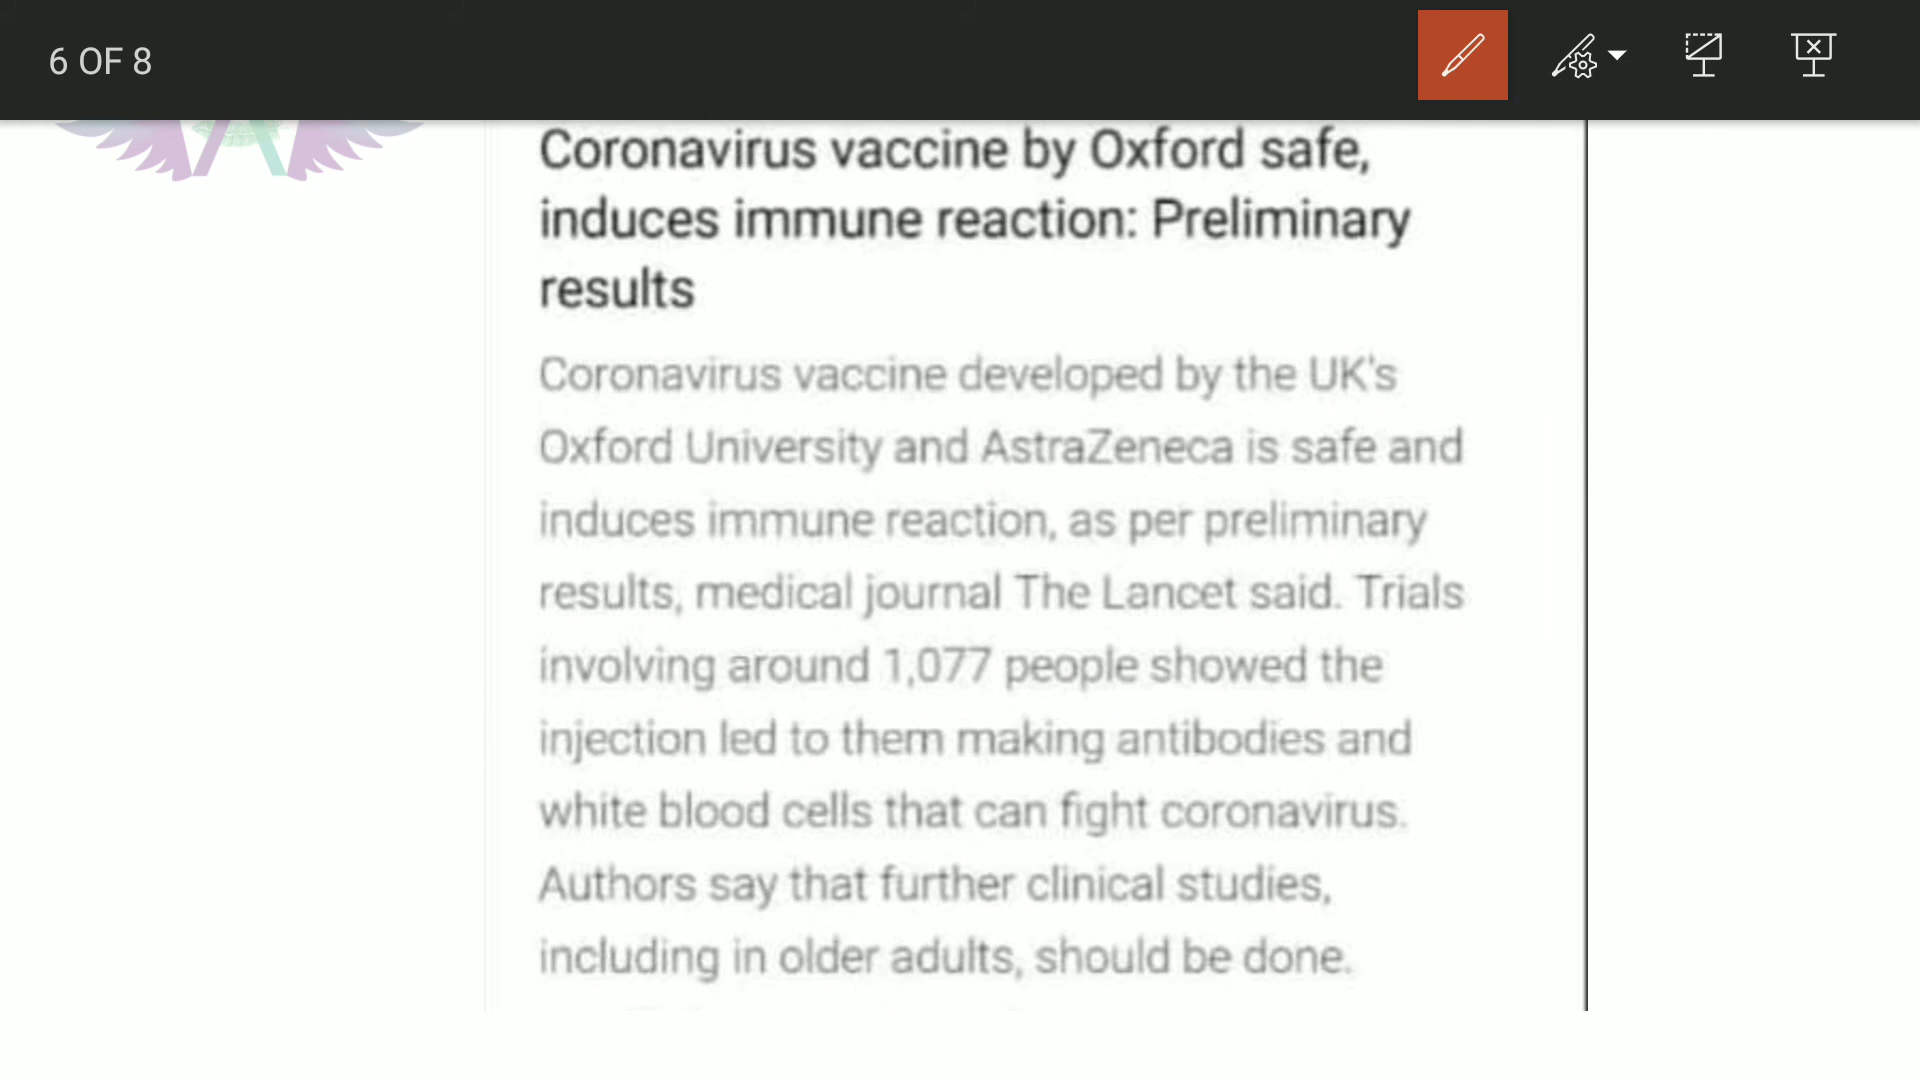 6 OF 8
Coronavirus vaccine by Oxford safe,
induces immune reaction: Preliminary
results
Coronavirus vaccine developed by the UK's
Oxford University and AstraZeneca is safe and
induces immune reaction, as per preliminary
results, medical journal The Lancet said. Trials
involving around 1,077 people showed the
injection led to them making antibodies and
white blood cells that can fight coronavirus.
Authors say that further clinical studies,
including in older adults, should be done.